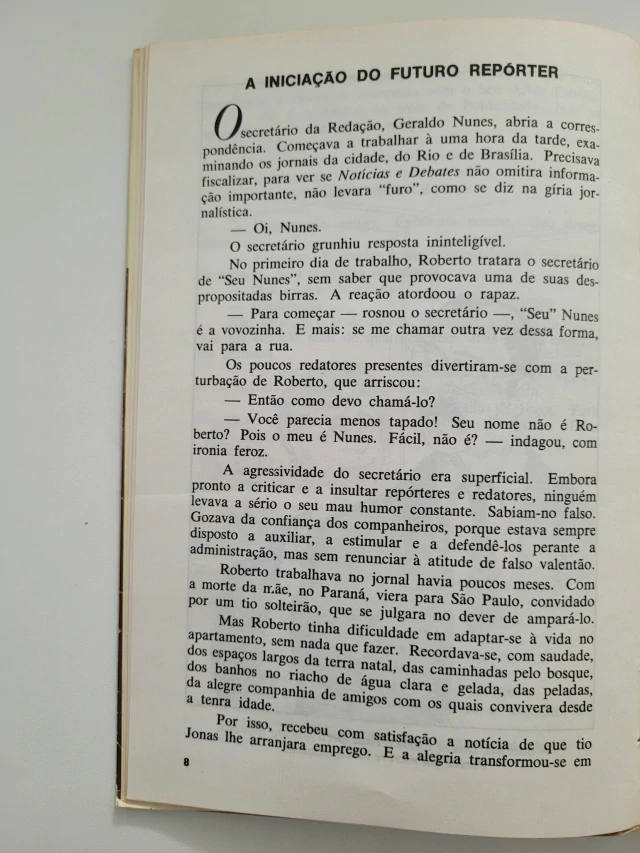 A INICIAÇÃO DO FUTURO REPÓRTER
O secretário da Redação, Geraldo Nunes, abria a corres-
pondência. Começava a trabalhar à uma hora da tarde, exa-
minando os jornais da cidade, do Rio e de Brasília. Precisava
fiscalizar, para ver se Notícias e Debates não omitira informa-
ção importante, não levara “furo”, como se diz na gíria jor-
nalística.
— Oi, Nunes.
O secretário grunhiu resposta ininteligível.
No primeiro dia de trabalho, Roberto tratara o secretário
de “Seu Nunes”, sem saber que provocava uma de suas des-
propositadas birras. A reação atordoou o rapaz.
— Para começar — rosnou o secretário —, “Seu” Nunes
é a vovozinha. E mais: se me chamar outra vez dessa forma,
vai para a rua.
Os poucos redatores presentes divertiram-se com a per-
turbação de Roberto, que arriscou:
— Então como devo chamá-lo?
— Você parecia menos tapado! Seu nome não é Ro-
berto? Pois o meu é Nunes. Fácil, não é? — indagou, com
ironia feroz.
A agressividade do secretário era superficial. Embora
pronto a criticar e a insultar repórteres e redatores, ninguém
levava a sério o seu mau humor constante. Sabiam-no falso.
Gozava da confiança dos companheiros, porque estava sempre
disposto a auxiliar, a estimular e a defendê-los perante a
administração, mas sem renunciar à atitude de falso valentão.
Roberto trabalhava no jornal havia poucos meses. Com
a morte da mãe, no Paraná, viera para São Paulo, convidado
por um tio solteirão, que se julgara no dever de ampará-lo.
Mas Roberto tinha dificuldade em adaptar-se à vida no
apartamento, sem nada que fazer. Recordava-se, com saudade,
dos espaços largos da terra natal, das caminhadas pelo bosque,
dos banhos no riacho de água clara e gelada, das peladas,
da alegre companhia de amigos com os quais convivera desde
a tenra idade.
Por isso, recebeu com satisfação a notícia de que tio
Jonas lhe arranjara emprego. E a alegria transformou-se em
8